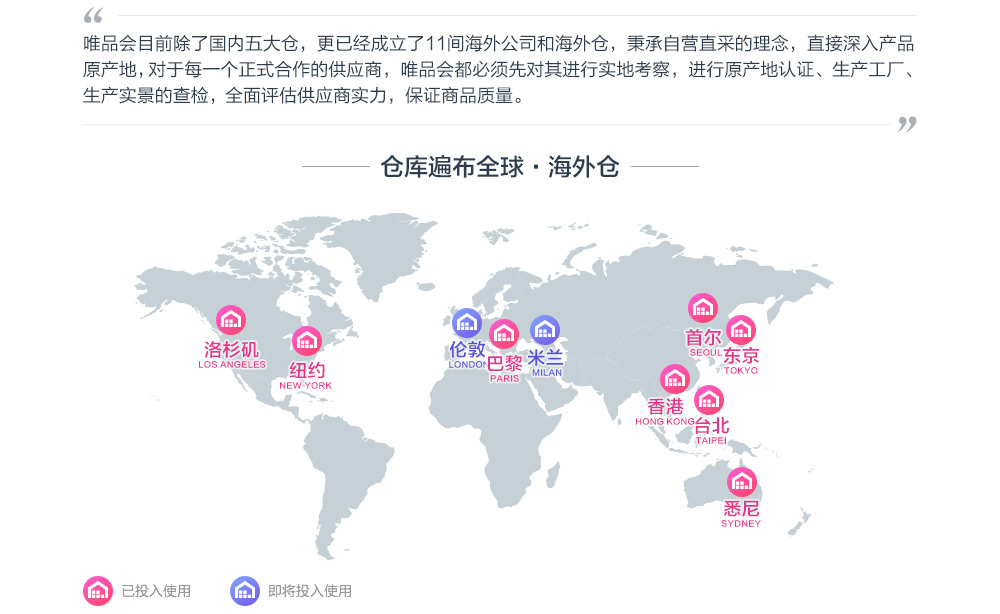 “
唯品会目前除了国内五大仓，更已经成立了11间海外公司和海外仓，秉承自营直采的理念，直接深入产品
原产地，对于每一个正式合作的供应商，唯品会都必须先对其进行实地考察，进行原产地认证、生产工厂、
生产实景的查检，全面评估供应商实力，保证商品质量。
”
仓库遍布全球·海外仓
洛杉矶
LOS ANGELES
纽约
NEW YORK
伦敦
LONDON
巴黎
PARIS
米兰
MILAN
首尔
SEOUL
东京
TOKYO
香港
HONG KONG
台北
TAIPEI
悉尼
SYDNEY
已投入使用
即将投入使用